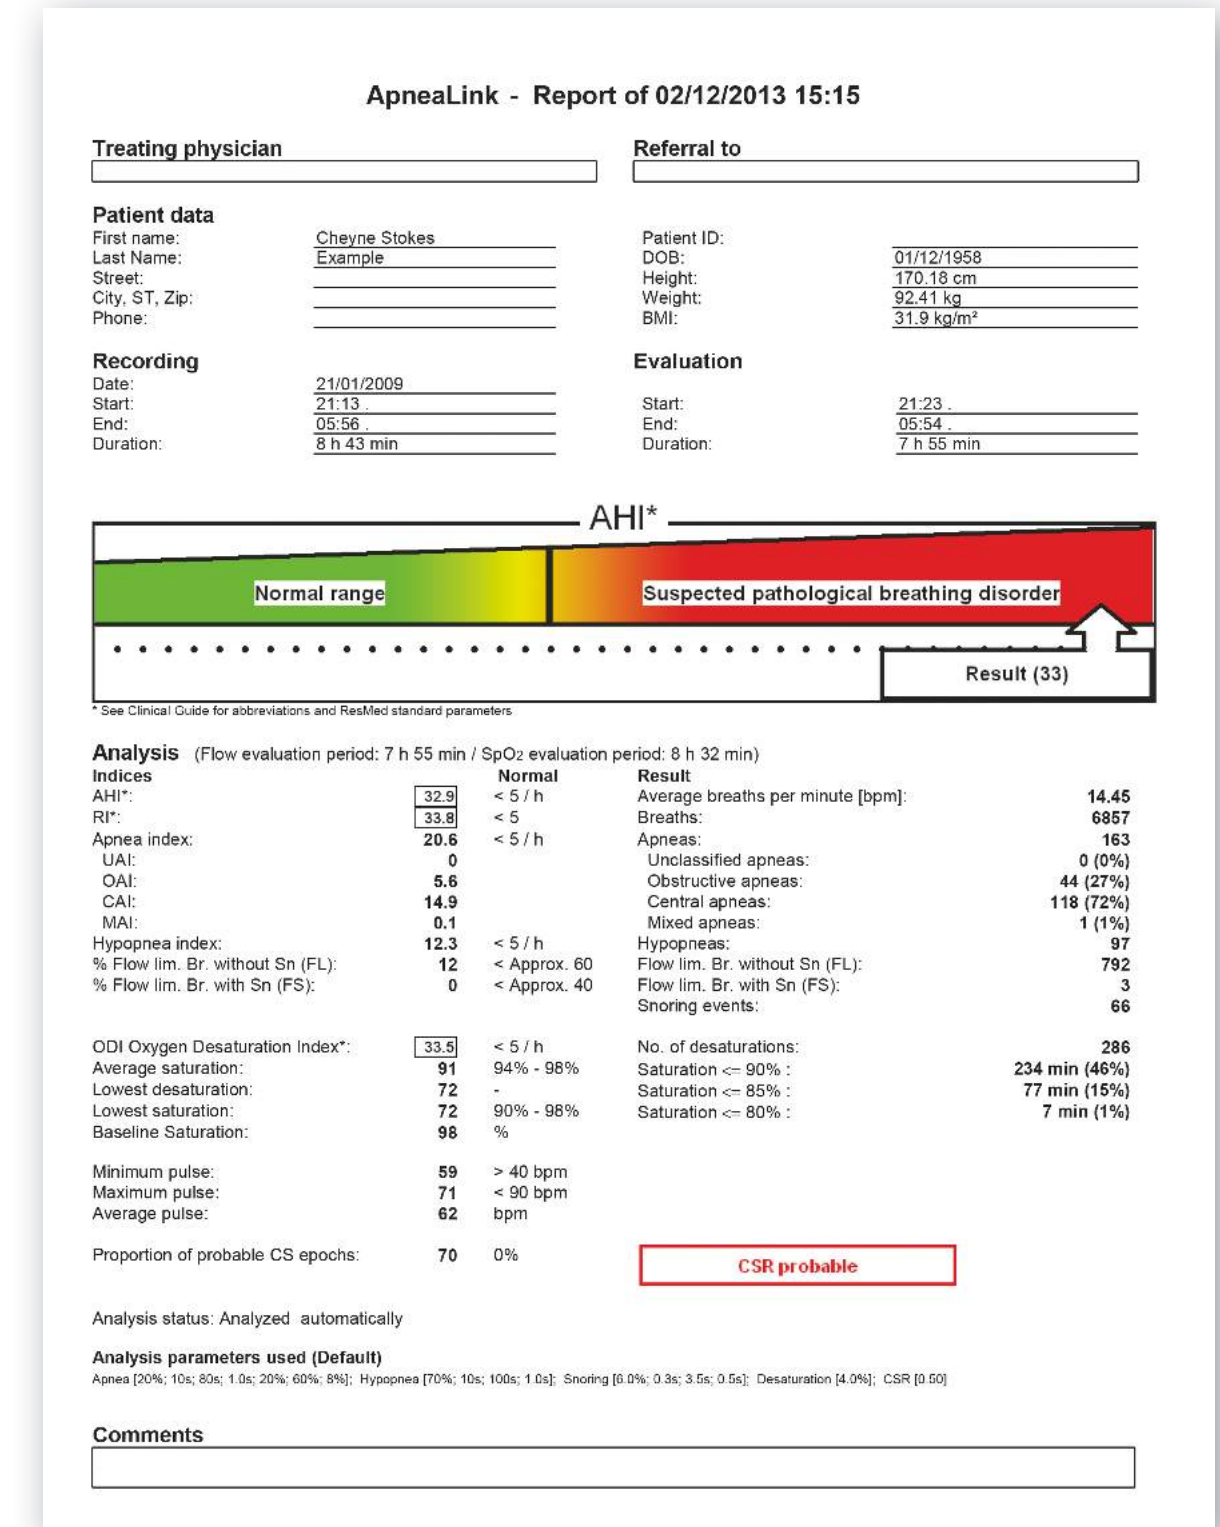 ApneaLink - Report of 02/12/2013 15:15
Treating physician Referral to
Patient data
First name: Cheyne Stokes Patient ID:
Last Name: Example DOB: 01/12/1958
Street: Height: 170.18 cm
City, ST, Zip: Weight: 92.41 kg
Phone: BMI: 31.9 kg/m²
Recording Evaluation
Date: 21/01/2009
Start: 21:13 . Start: 21:23 .
End: 05:56 . End: 05:54 .
Duration: 8 h 43 min Duration: 7 h 55 min
AHI*
Normal range Suspected pathological breathing disorder
Result (33)
* See Clinical Guide for abbreviations and ResMed standard parameters
Analysis (Flow evaluation period: 7 h 55 min / SpO2 evaluation period: 8 h 32 min)
Indices Normal Result
AHI*: 32.9 < 5 / h Average breaths per minute [bpm]: 14.45
RI*: 33.8 < 5 Breaths: 6857
Apnea index: 20.6 < 5 / h Apneas: 163
UAI: 0 Unclassified apneas: 0 (0%)
OAI: 5.6 Obstructive apneas: 44 (27%)
CAI: 14.9 Central apneas: 118 (72%)
MAI: 0.1 Mixed apneas: 1 (1%)
Hypopnea index: 12.3 < 5 / h Hypopneas: 97
% Flow lim. Br. without Sn (FL): 12 < Approx. 60 Flow lim. Br. without Sn (FL): 792
% Flow lim. Br. with Sn (FS): 0 < Approx. 40 Flow lim. Br. with Sn (FS): 3
Snoring events: 66
ODI Oxygen Desaturation Index*: 33.5 < 5 / h No. of desaturations: 286
Average saturation: 91 94% - 98% Saturation <= 90% : 234 min (46%)
Lowest desaturation: 72 - Saturation <= 85% : 77 min (15%)
Lowest saturation: 72 90% - 98% Saturation <= 80% : 7 min (1%)
Baseline Saturation: 98 %
Minimum pulse: 59 > 40 bpm
Maximum pulse: 71 < 90 bpm
Average pulse: 62 bpm
Proportion of probable CS epochs: 70 0% CSR probable
Analysis status: Analyzed automatically
Analysis parameters used (Default)
Apnea [20%; 10s; 80s; 1.0s; 20%; 60%; 8%]; Hypopnea [70%; 10s; 100s; 1.0s]; Snoring [6.0%; 0.3s; 3.5s; 0.5s]; Desaturation [4.0%]; CSR [0.50]
Comments